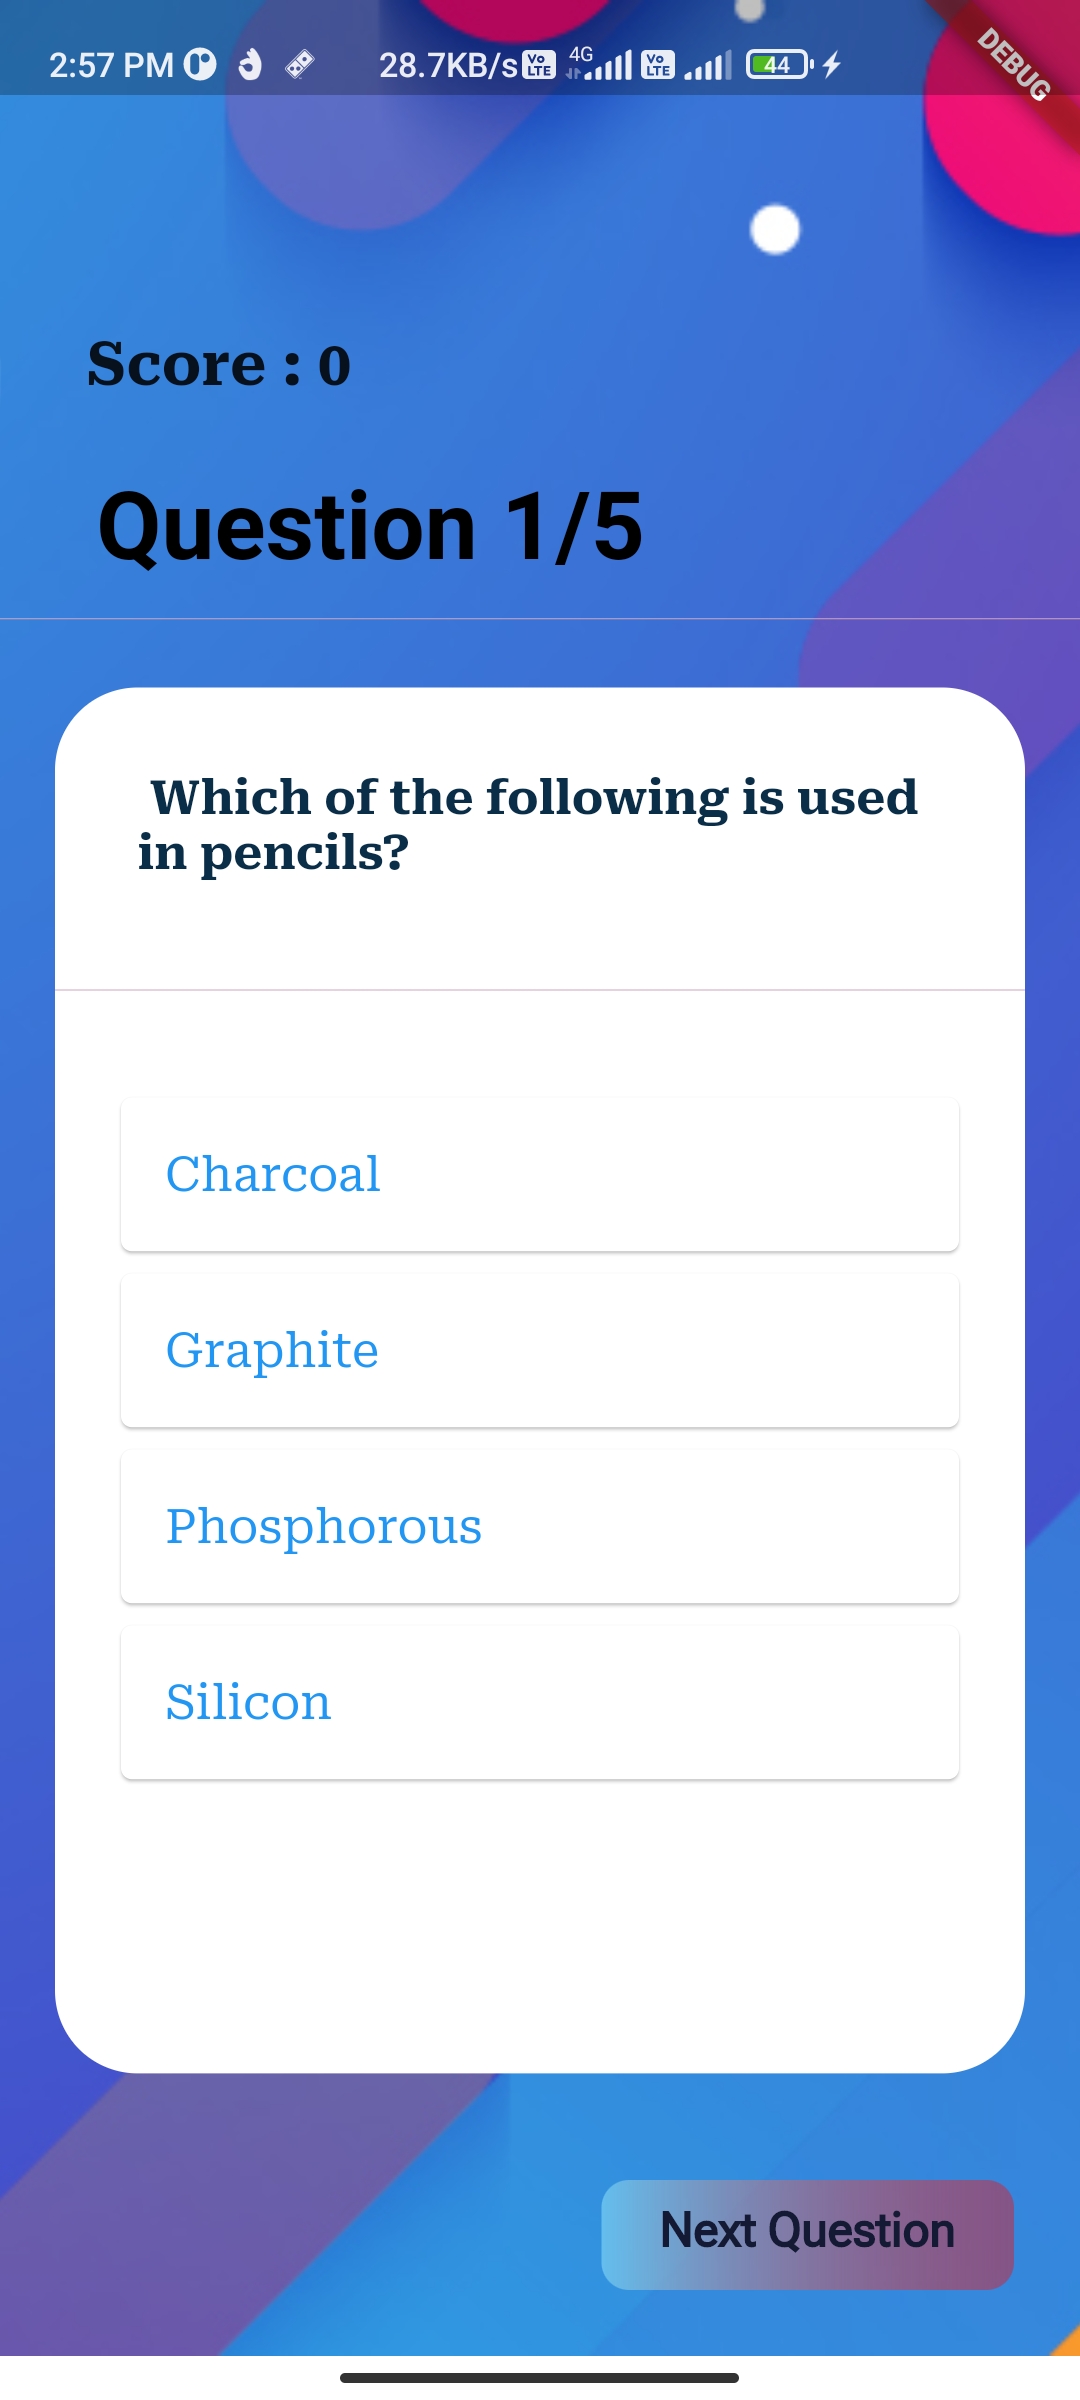 2:57 PM 28.7KB/s Vo LTE 4G Vo LTE 44
DEBUG
Score : 0
Question 1/5
Which of the following is used
in pencils?
Charcoal
Graphite
Phosphorous
Silicon
Next Question